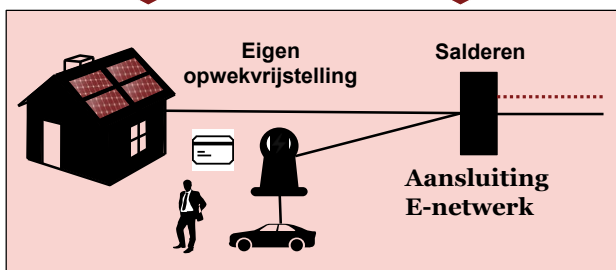 Eigen
opwekvrijstelling
Salderen
Aansluiting
E-netwerk